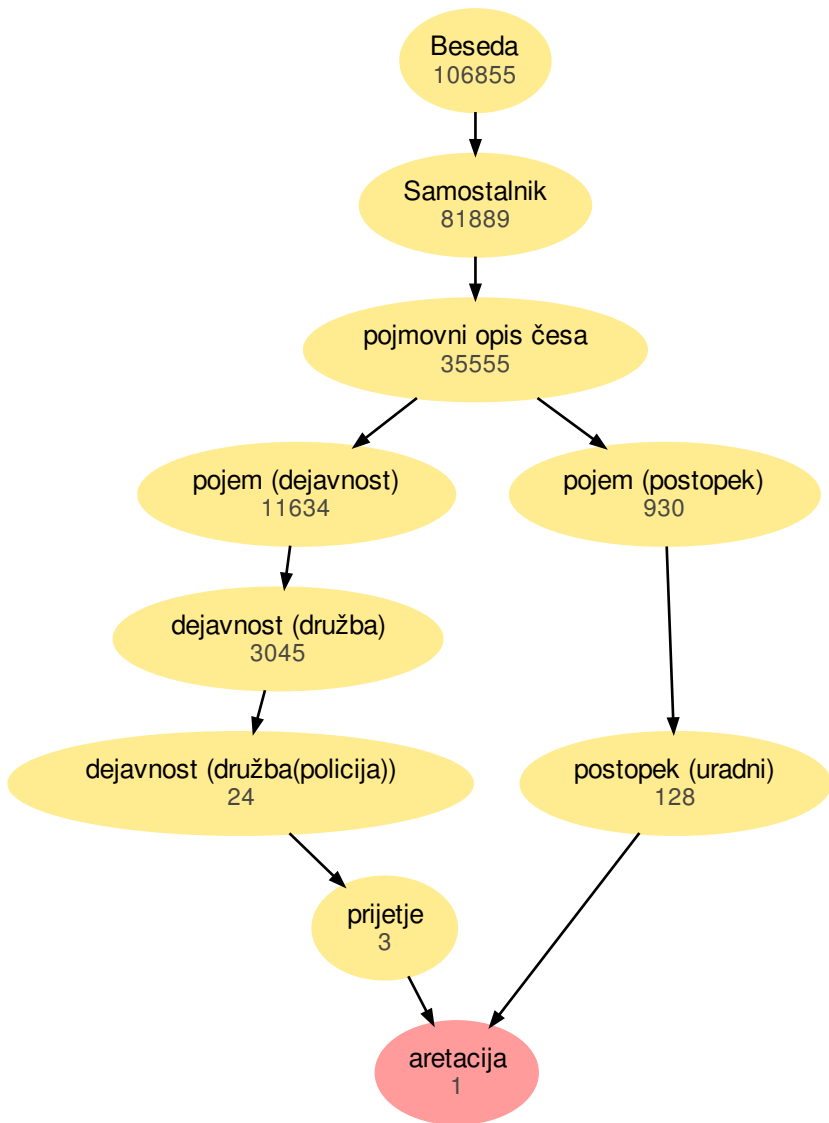 Beseda
106855
Samostalnik
81889
pojmovni opis česa
35555
pojem (dejavnost)
11634
pojem (postopek)
930
dejavnost (družba)
3045
dejavnost (družba(policija))
24
postopek (uradni)
128
prijetje
3
aretacija
1